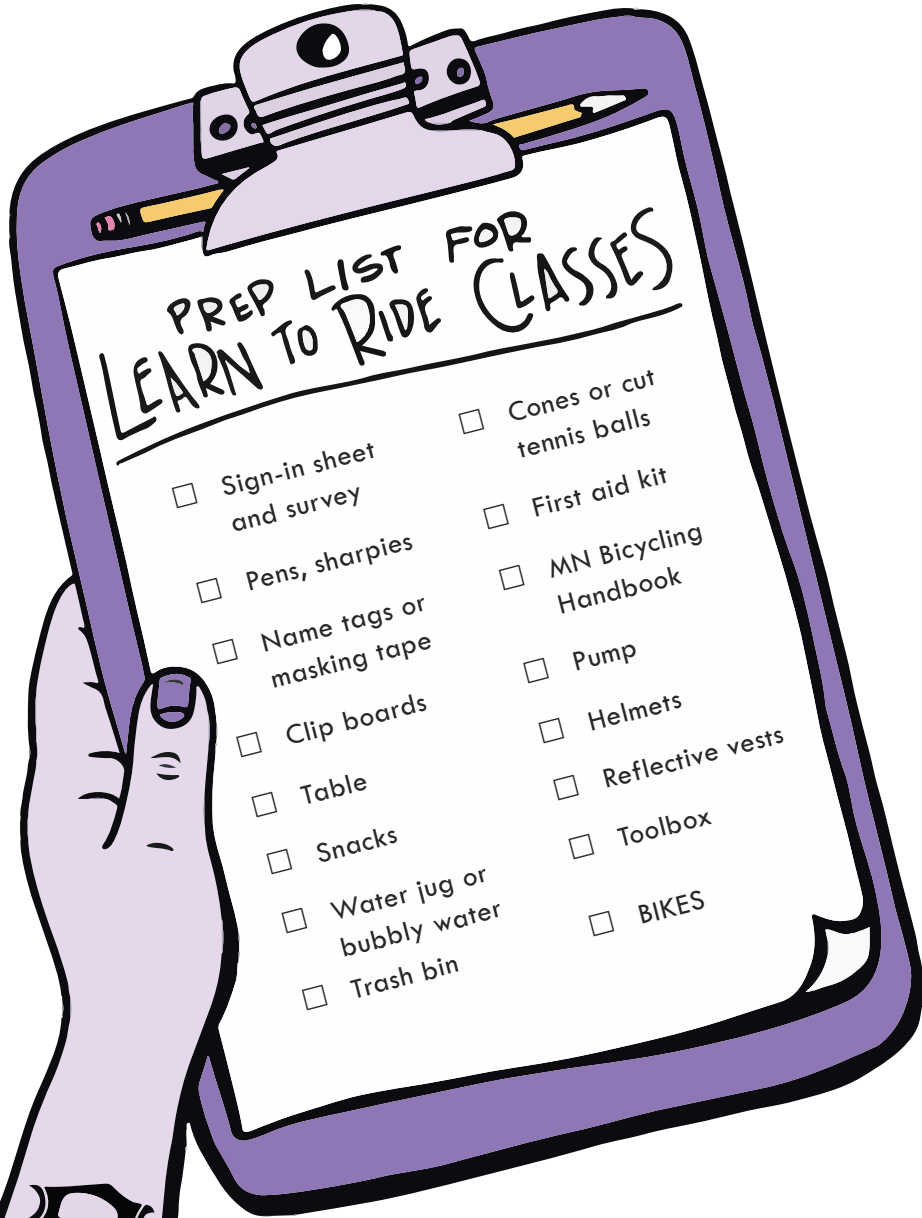 PREP LIST FOR
LEARN TO RIDE CLASSES
Sign-in sheet
and survey
Pens, sharpies
Name tags or
masking tape
Clip boards
Table
Snacks
Water jug or
bubbly water
Trash bin
Cones or cut
tennis balls
First aid kit
MN Bicycling
Handbook
Pump
Helmets
Reflective vests
Toolbox
BIKES